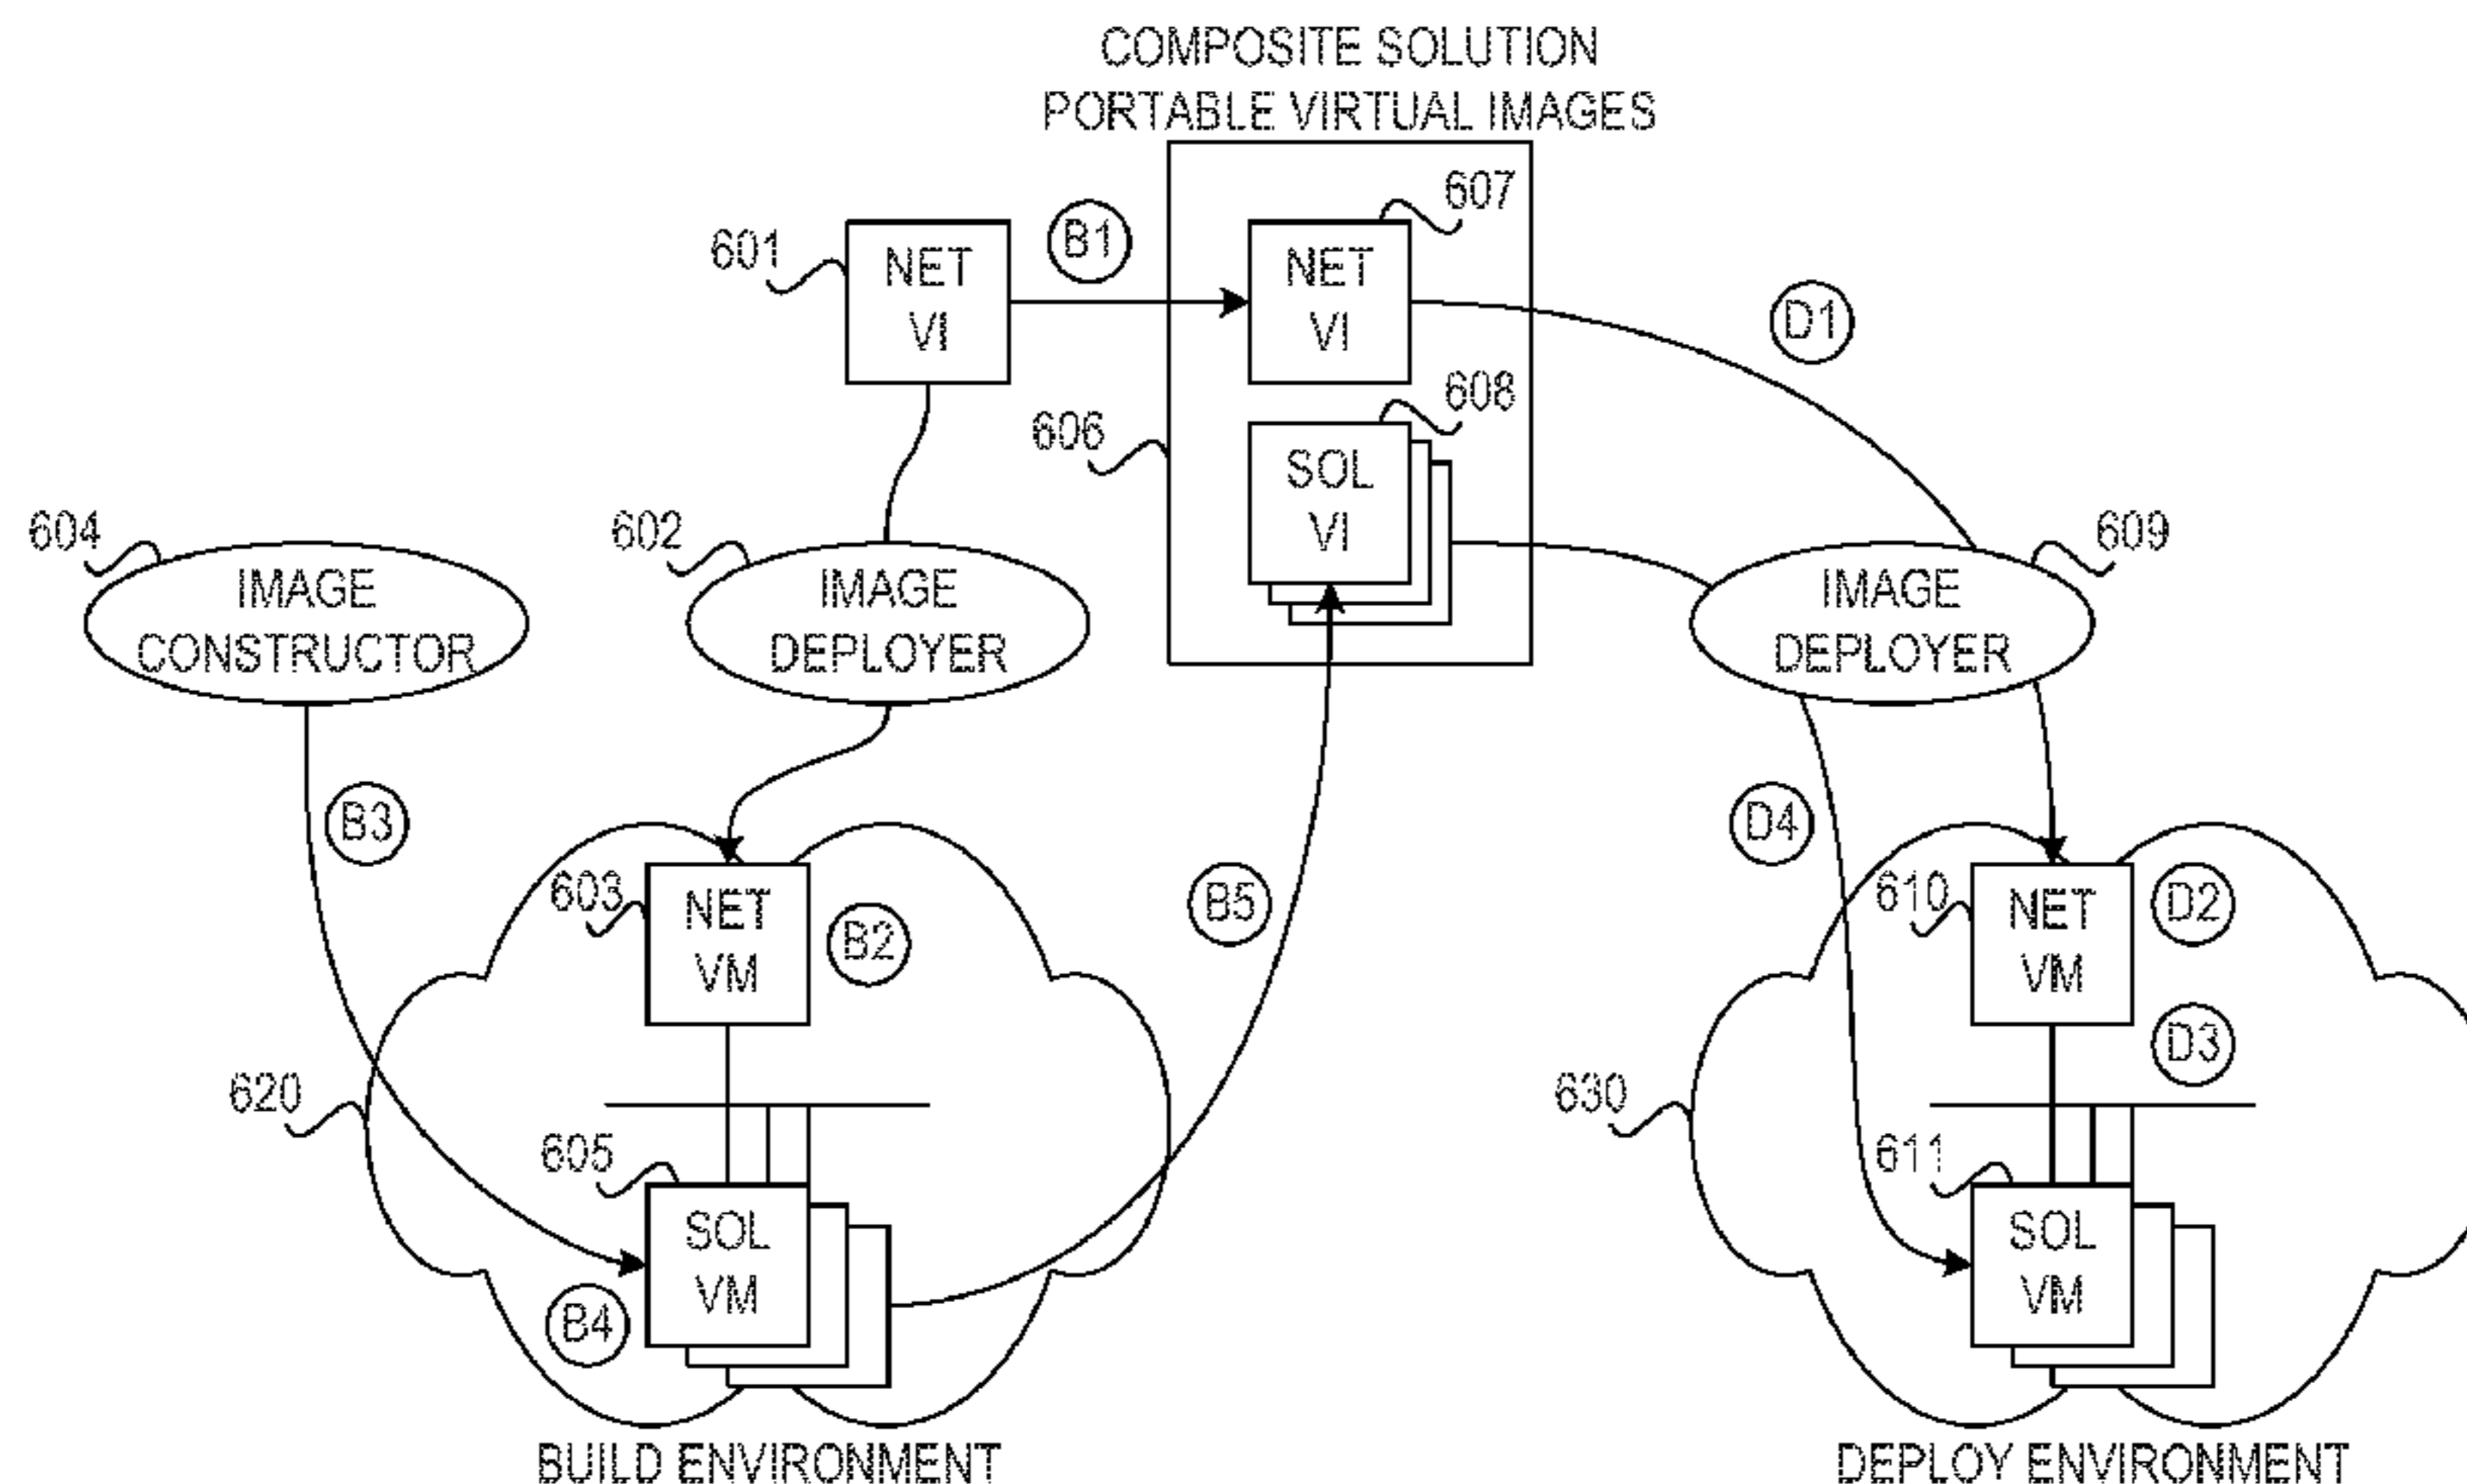 COMPOSITE SOLUTION
PORTABLE VIRTUAL IMAGES
607
601
NET
VI
B1
NET
VI
D1
608
606
SOL
VI
604
IMAGE
CONSTRUCTOR
602
IMAGE
DEPLOYER
609
IMAGE
DEPLOYER
B3
D4
603
NET
VM
B2
B5
610
NET
VM
D2
D3
620
605
SOL
VM
B4
630
611
SOL
VM
BUILD ENVIRONMENT
DEPLOY ENVIRONMENT